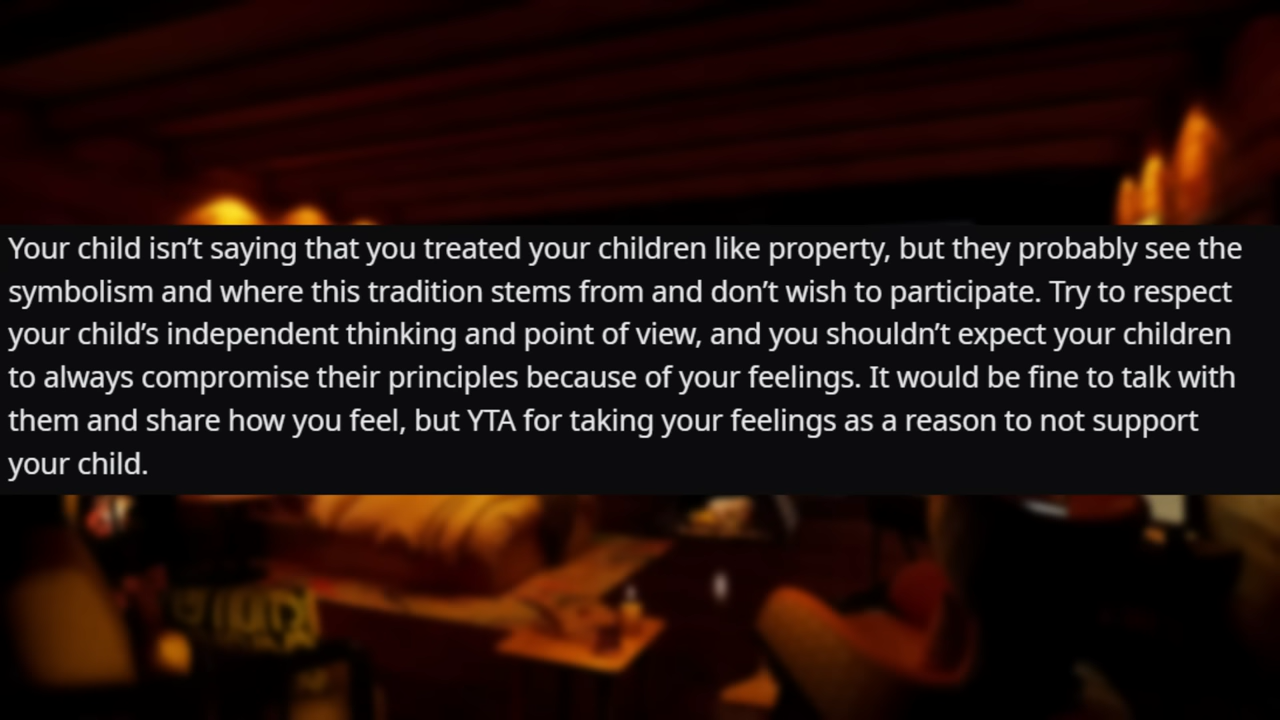 Your child isn’t saying that you treated your children like property, but they probably see the
symbolism and where this tradition stems from and don’t wish to participate. Try to respect
your child’s independent thinking and point of view, and you shouldn’t expect your children
to always compromise their principles because of your feelings. It would be fine to talk with
them and share how you feel, but YTA for taking your feelings as a reason to not support
your child.